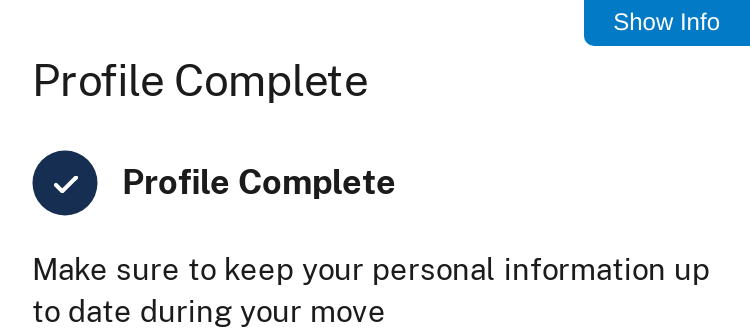 Show Info
Profile Complete
Profile Complete
Make sure to keep your personal information up
to date during your move